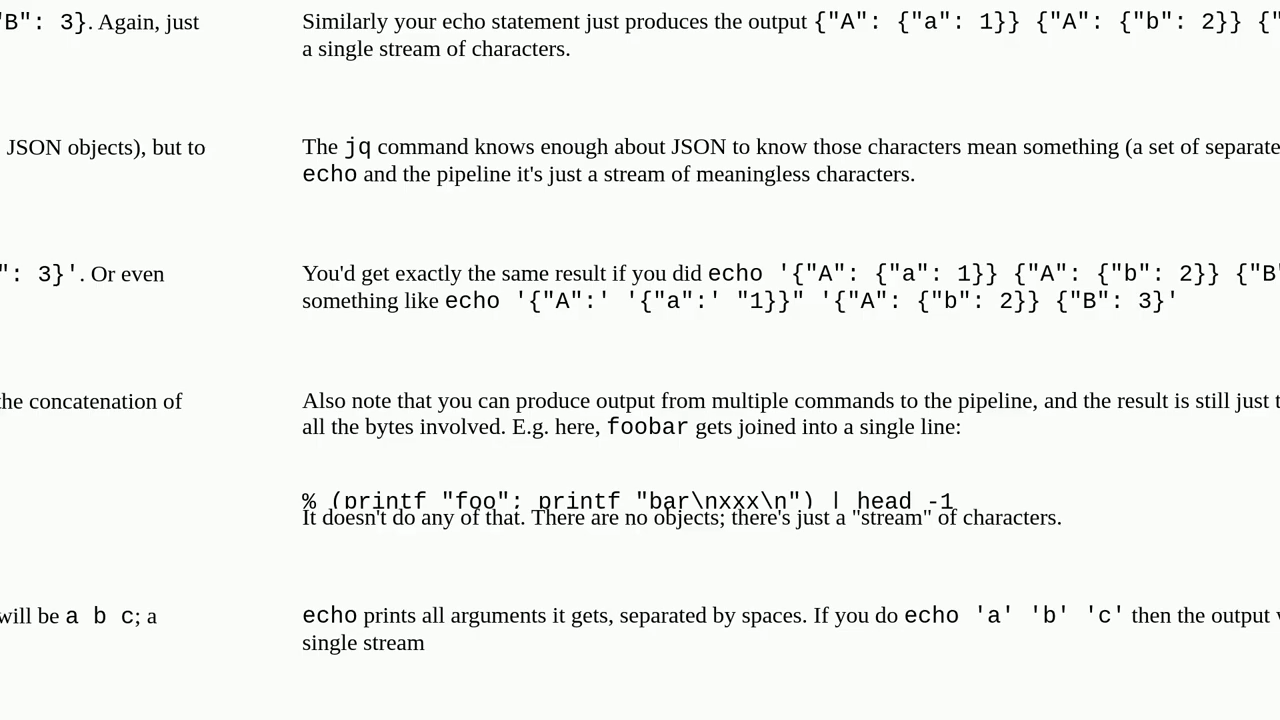 "B": 3}. Again, just
Similarly your echo statement just produces the output {"A": {"a": 1}} {"A": {"b": 2}} {"
a single stream of characters.
JSON objects), but to
The jq command knows enough about JSON to know those characters mean something (a set of separate
echo and the pipeline it's just a stream of meaningless characters.
": 3}'. Or even
You'd get exactly the same result if you did echo '{"A": {"a": 1}} {"A": {"b": 2}} {"B"
something like echo '{"A":' '{"a":' "1}}" '{"A": {"b": 2}} {"B": 3}'
the concatenation of
Also note that you can produce output from multiple commands to the pipeline, and the result is still just t
all the bytes involved. E.g. here, foobar gets joined into a single line:
% (printf "foo"; printf "bar\nxxx\n") | head -1
It doesn't do any of that. There are no objects; there's just a "stream" of characters.
will be a b c; a
echo prints all arguments it gets, separated by spaces. If you do echo 'a' 'b' 'c' then the output
single stream